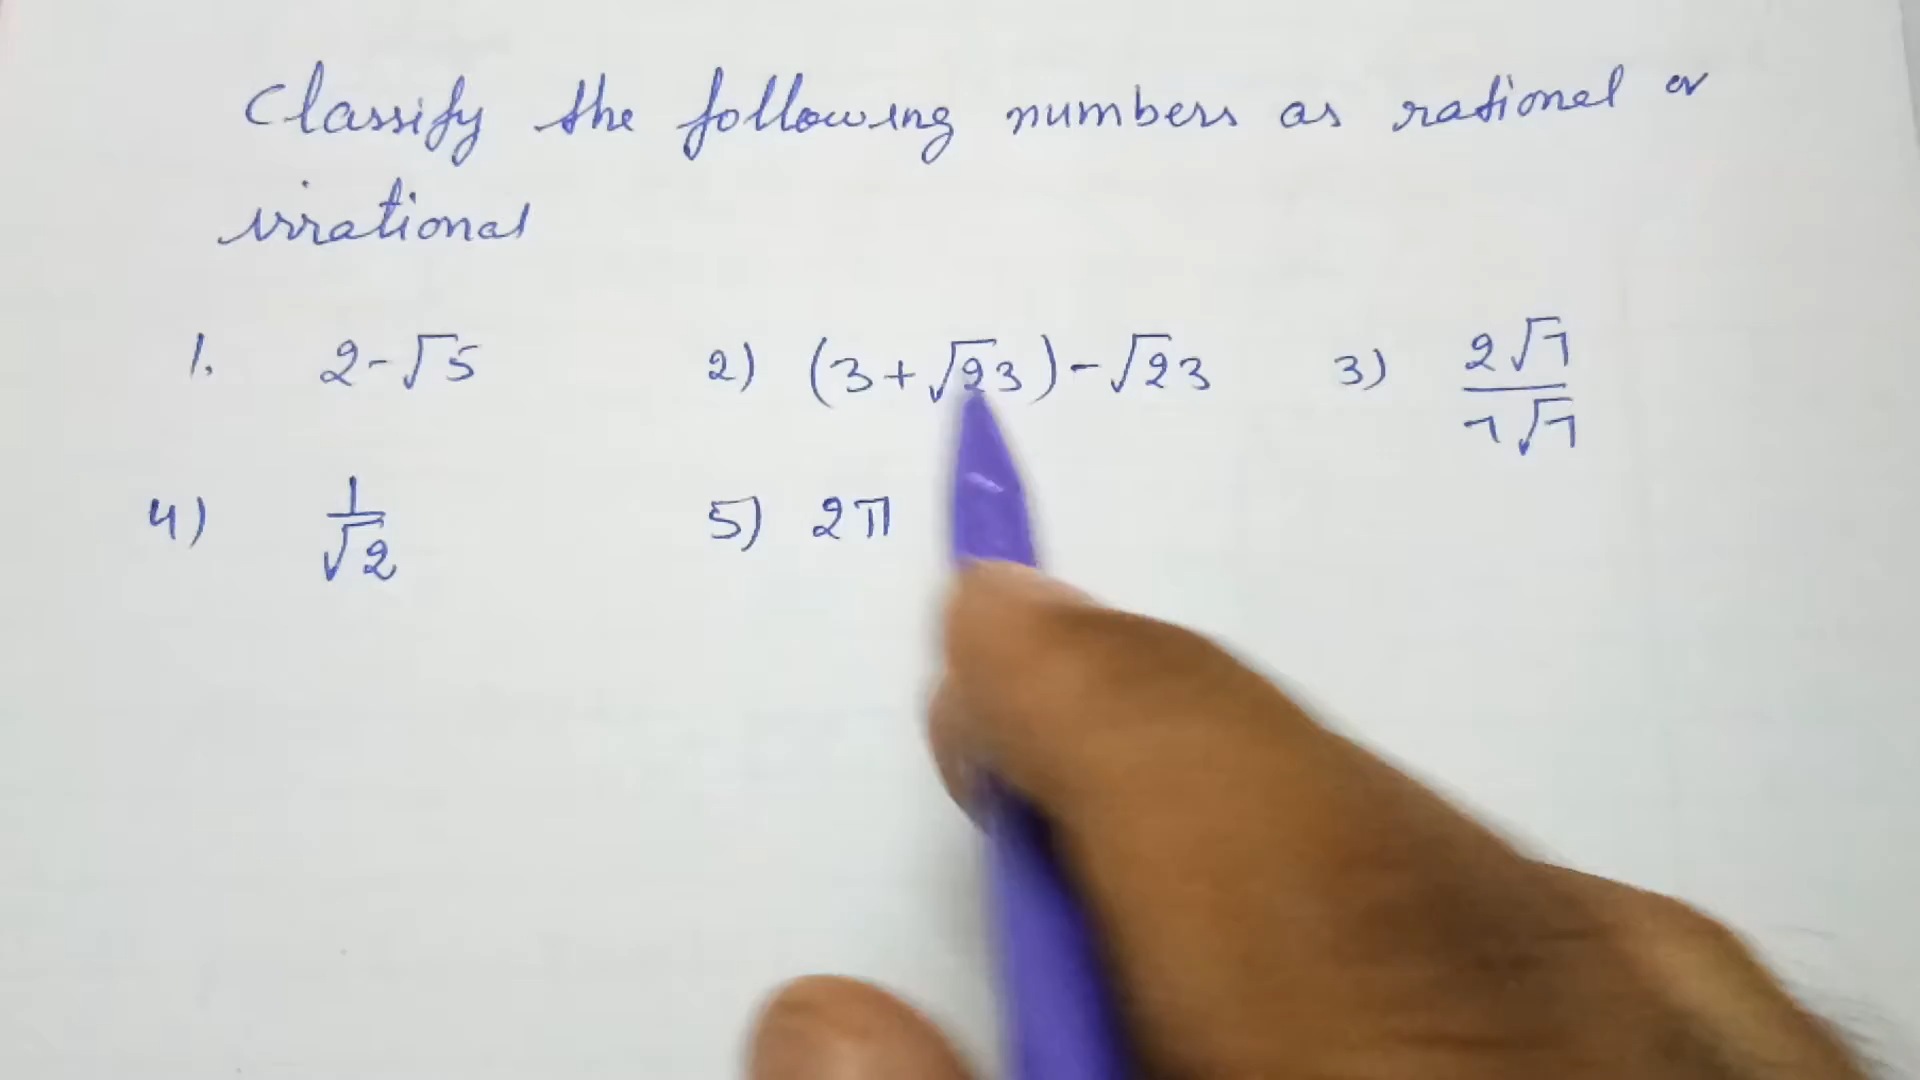 Classify the following numbers as rational or
irrational
1. 2-√5 2) (3+√23)-√23 3) 2√7/7√7
4) 1/√2 5) 2π